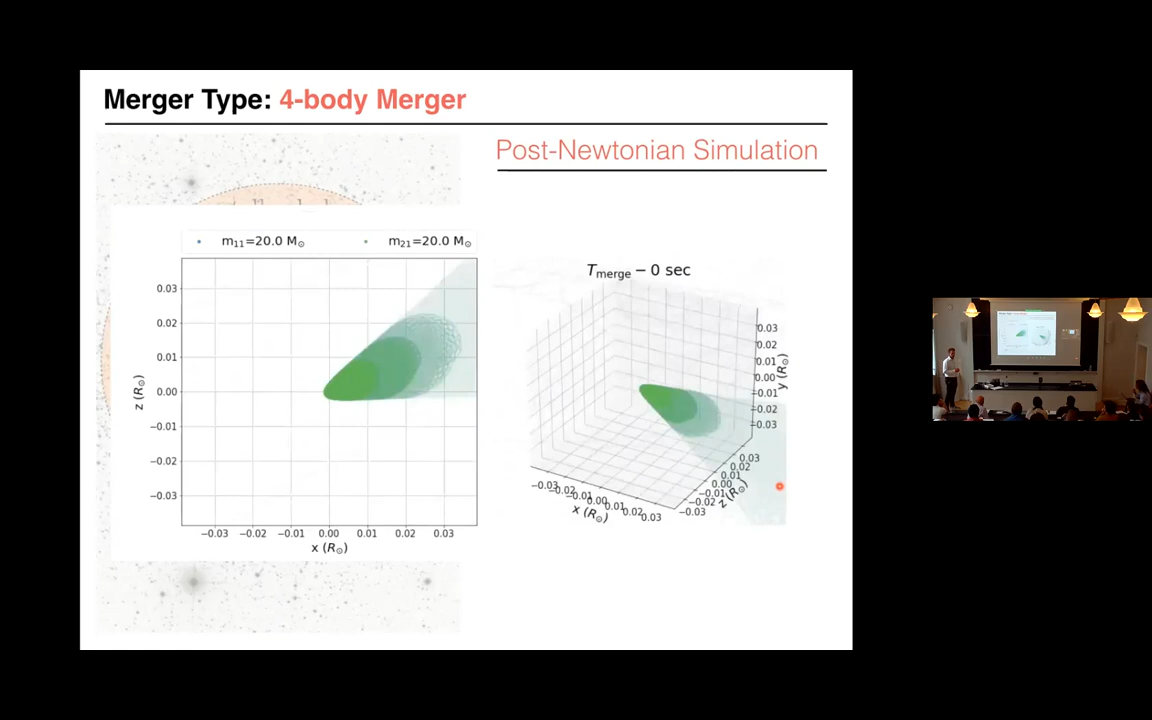 Merger Type: 4-body Merger
Post-Newtonian Simulation
m₁₁=20.0 M⊙ m₂₁=20.0 M⊙
0.03
0.02
0.01
0.00
−0.01
−0.02
−0.03
z (R⊙)
−0.03 −0.02 −0.01 0.00 0.01 0.02 0.03
x (R⊙)
Tmerge − 0 sec
0.03
0.02
0.01
0.00
−0.01
−0.02
−0.03
y (R⊙)
0.03
0.02
0.01
0.00
−0.01
−0.02
−0.03
z (R⊙)
−0.03 −0.02 −0.01 0.00 0.01 0.02 0.03
x (R⊙)